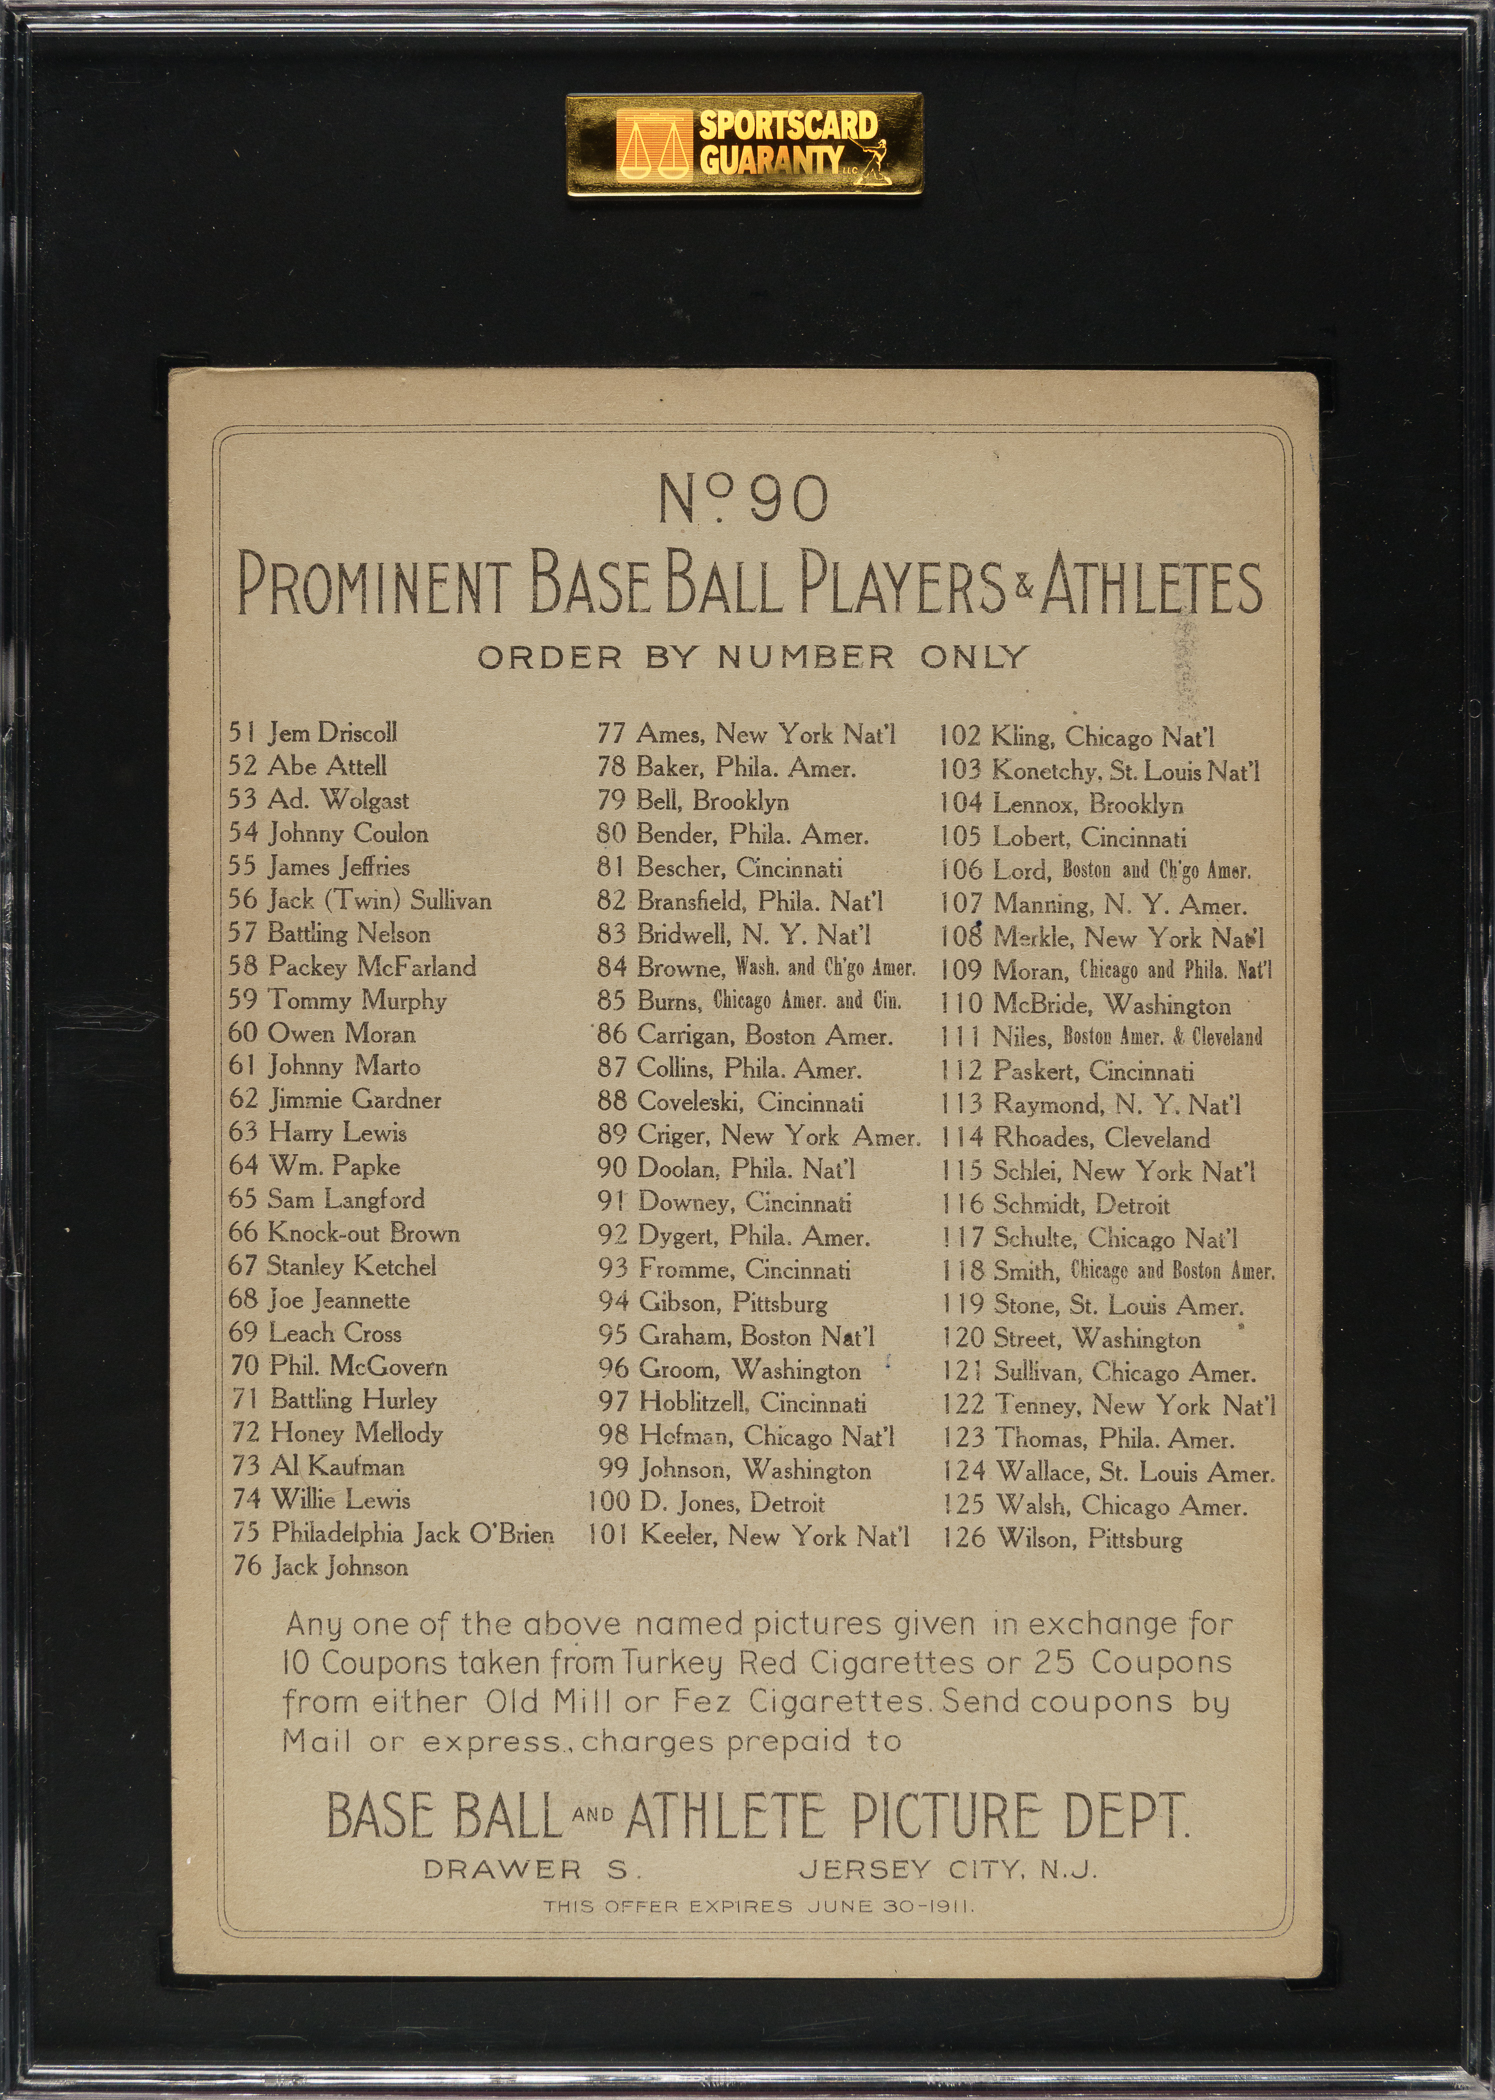 SPORTSCARD
GUARANTY LLC
Nº 90
PROMINENT BASE BALL PLAYERS & ATHLETES
ORDER BY NUMBER ONLY
51 Jem Driscoll
52 Abe Attell
53 Ad. Wolgast
54 Johnny Coulon
55 James Jeffries
56 Jack (Twin) Sullivan
57 Battling Nelson
58 Packey McFarland
59 Tommy Murphy
60 Owen Moran
61 Johnny Marto
62 Jimmie Gardner
63 Harry Lewis
64 Wm. Papke
65 Sam Langford
66 Knock-out Brown
67 Stanley Ketchel
68 Joe Jeannette
69 Leach Cross
70 Phil. McGovern
71 Battling Hurley
72 Honey Mellody
73 Al Kaufman
74 Willie Lewis
75 Philadelphia Jack O'Brien
76 Jack Johnson
77 Ames, New York Nat'l
78 Baker, Phila. Amer.
79 Bell, Brooklyn
80 Bender, Phila. Amer.
81 Bescher, Cincinnati
82 Bransfield, Phila. Nat'l
83 Bridwell, N. Y. Nat'l
84 Browne, Wash. and Ch'go Amer.
85 Burns, Chicago Amer. and Cin.
86 Carrigan, Boston Amer.
87 Collins, Phila. Amer.
88 Coveleski, Cincinnati
89 Criger, New York Amer.
90 Doolan, Phila. Nat'l
91 Downey, Cincinnati
92 Dygert, Phila. Amer.
93 Fromme, Cincinnati
94 Gibson, Pittsburg
95 Graham, Boston Nat'l
96 Groom, Washington
97 Hoblitzell, Cincinnati
98 Hofman, Chicago Nat'l
99 Johnson, Washington
100 D. Jones, Detroit
101 Keeler, New York Nat'l
102 Kling, Chicago Nat'l
103 Konetchy, St. Louis Nat'l
104 Lennox, Brooklyn
105 Lobert, Cincinnati
106 Lord, Boston and Ch'go Amer.
107 Manning, N. Y. Amer.
108 Merkle, New York Nat'l
109 Moran, Chicago and Phila. Nat'l
110 McBride, Washington
111 Niles, Boston Amer. & Cleveland
112 Paskert, Cincinnati
113 Raymond, N. Y. Nat'l
114 Rhoades, Cleveland
115 Schlei, New York Nat'l
116 Schmidt, Detroit
117 Schulte, Chicago Nat'l
118 Smith, Chicago and Boston Amer.
119 Stone, St. Louis Amer.
120 Street, Washington
121 Sullivan, Chicago Amer.
122 Tenney, New York Nat'l
123 Thomas, Phila. Amer.
124 Wallace, St. Louis Amer.
125 Walsh, Chicago Amer.
126 Wilson, Pittsburg
Any one of the above named pictures given in exchange for
10 Coupons taken from Turkey Red Cigarettes or 25 Coupons
from either Old Mill or Fez Cigarettes. Send coupons by
Mail or express., charges prepaid to
BASE BALL AND ATHLETE PICTURE DEPT.
DRAWER S. JERSEY CITY, N.J.
THIS OFFER EXPIRES JUNE 30-1911.